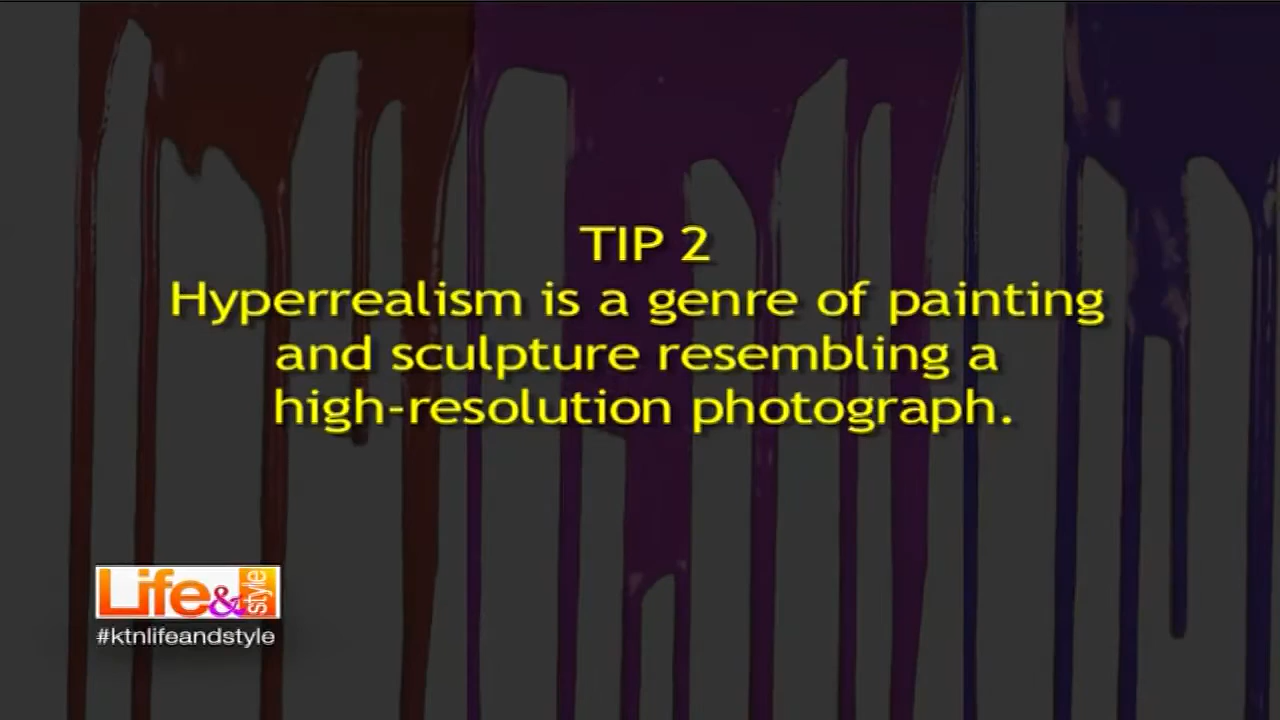 TIP 2
Hyperrealism is a genre of painting
and sculpture resembling a
high-resolution photograph.
Life& style
#ktnlifeandstyle